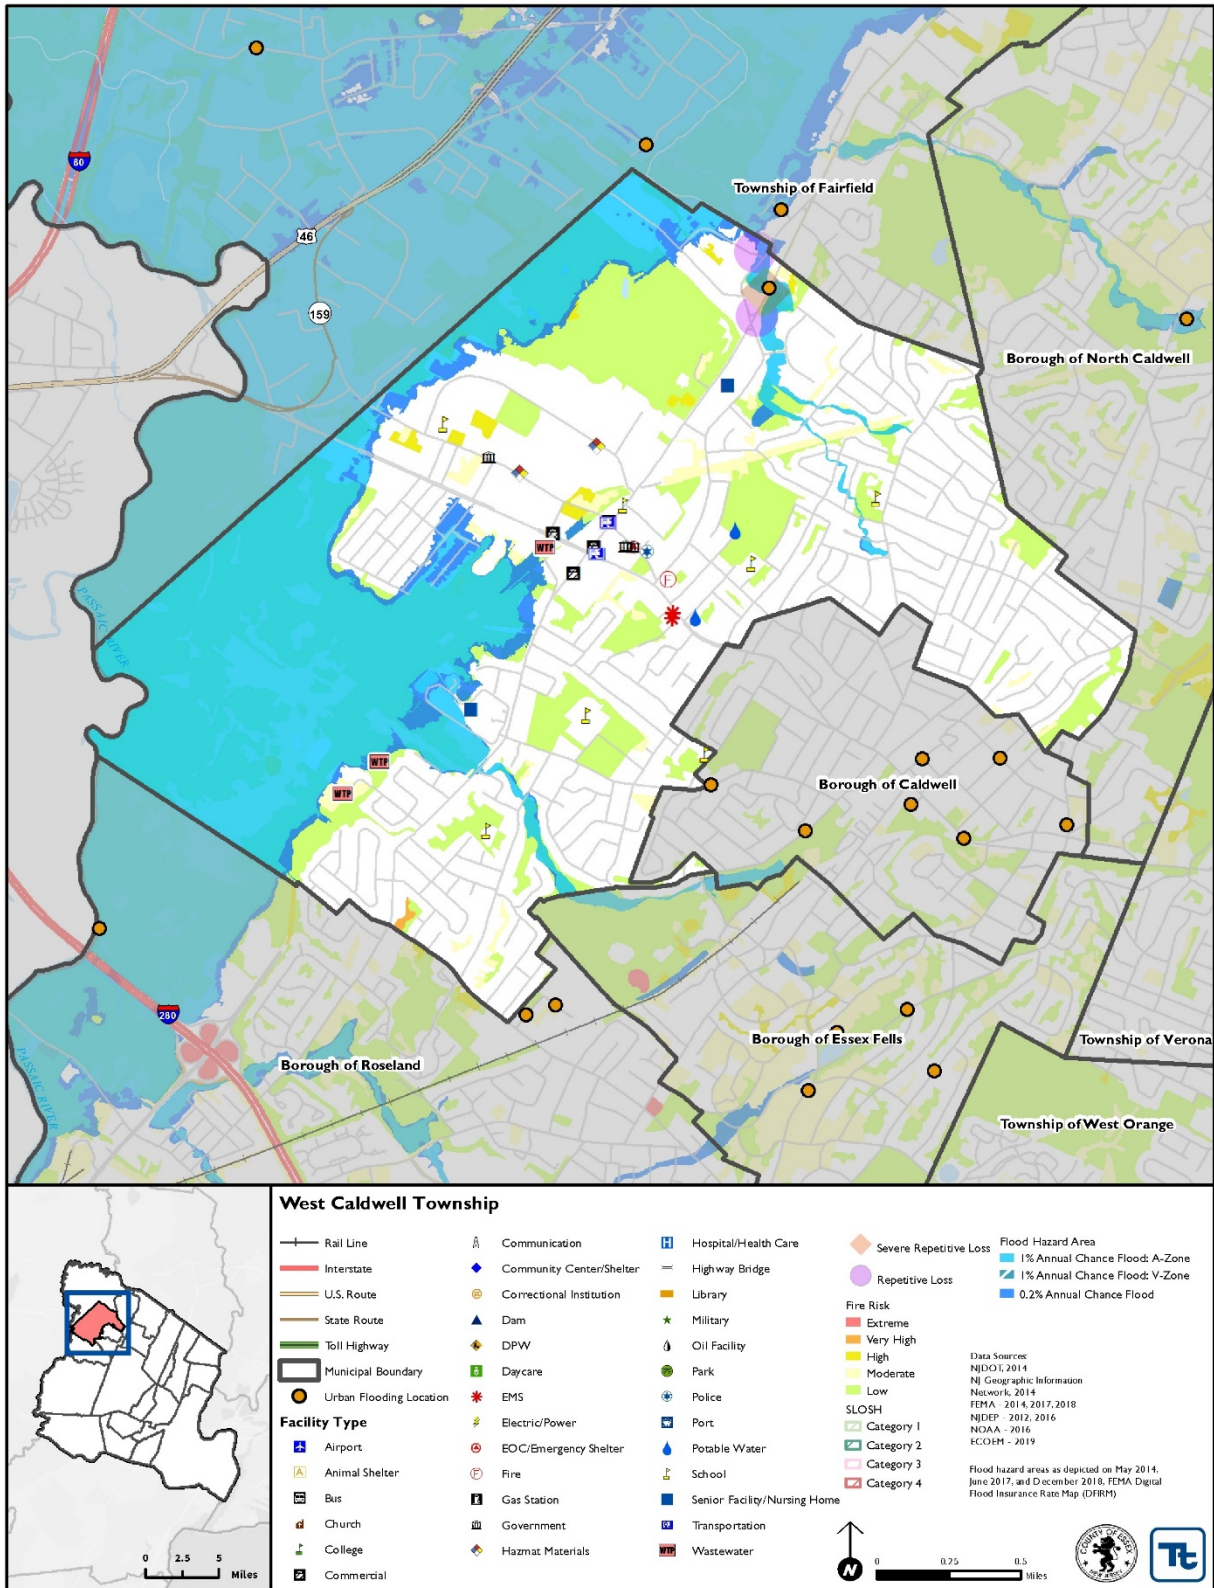 80
Township of Fairfield
46
159
Borough of North Caldwell
WTP
F
PASSAIC RIVER
WTP
WTP
Borough of Caldwell
280
Borough of Roseland
Borough of Essex Fells
Township of Verona
PASSAIC RIVER
Township of West Orange
West Caldwell Township
Rail Line
Interstate
U.S. Route
State Route
Toll Highway
Municipal Boundary
Urban Flooding Location
Facility Type
Airport
Animal Shelter
Bus
Church
College
Commercial
Communication
Community Center/Shelter
Correctional Institution
Dam
DPW
Daycare
EMS
Electric/Power
EOC/Emergency Shelter
Fire
Gas Station
Government
Hazmat Materials
Hospital/Health Care
Highway Bridge
Library
Military
Oil Facility
Park
Police
Port
Potable Water
School
Senior Facility/Nursing Home
Transportation
WTP Wastewater
Severe Repetitive Loss
Repetitive Loss
Fire Risk
Extreme
Very High
High
Moderate
Low
SLOSH
Category 1
Category 2
Category 3
Category 4
Flood Hazard Area
1% Annual Chance Flood: A-Zone
1% Annual Chance Flood: V-Zone
0.2% Annual Chance Flood
Data Sources:
NJDOT, 2014
NJ Geographic Information
Network, 2014
FEMA - 2014, 2017, 2018
NJDEP - 2012, 2016
NOAA - 2016
ECOEM - 2019
Flood hazard areas as depicted on May 2014,
June 2017, and December 2018, FEMA Digital
Flood Insurance Rate Map (DFIRM)
0 2.5 5
Miles
N
0 0.25 0.5
Miles
COUNTY OF ESSEX
NEW JERSEY
Tt